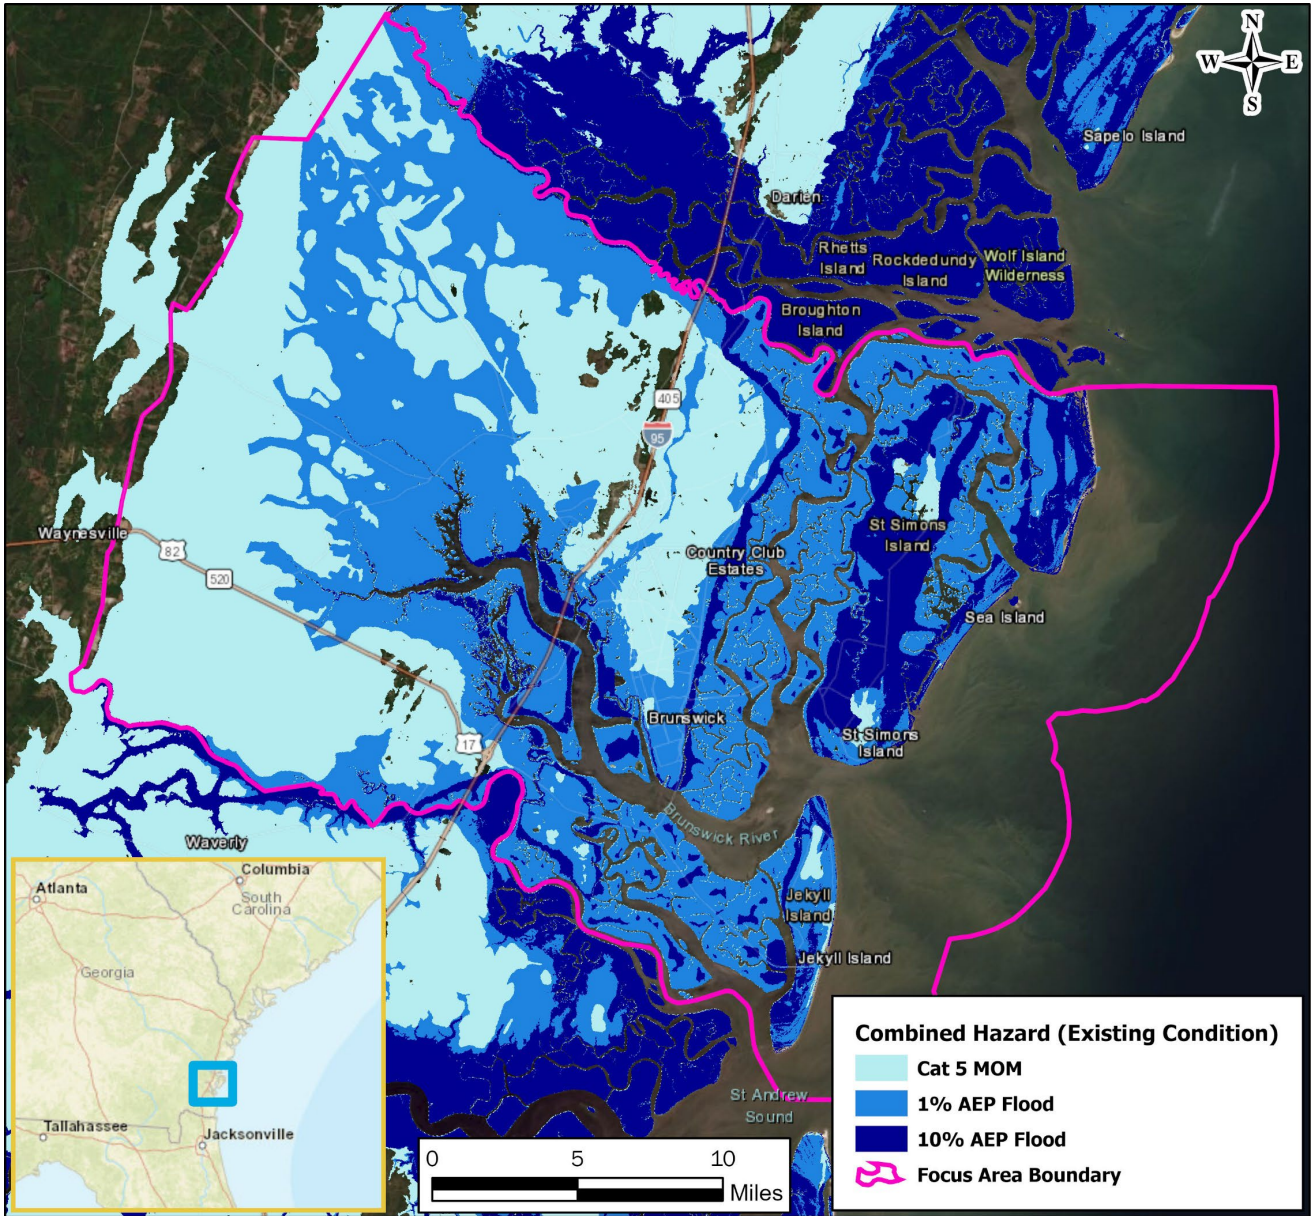 N
W
E
S
Sapelo Island
Darien
Rhetts
Island
Rockdedundy
Island
Wolf Island
Wilderness
Broughton
Island
405
95
Waynesville
82
520
St Simons
Island
Country Club
Estates
Sea Island
Brunswick
17
St Simons
Island
Brunswick River
Waverly
Jekyll
Island
Jekyll Island
St Andrew
Sound
Columbia
Atlanta
South
Carolina
Georgia
Tallahassee
Jacksonville
0
5
10
Miles
Combined Hazard (Existing Condition)
Cat 5 MOM
1% AEP Flood
10% AEP Flood
Focus Area Boundary